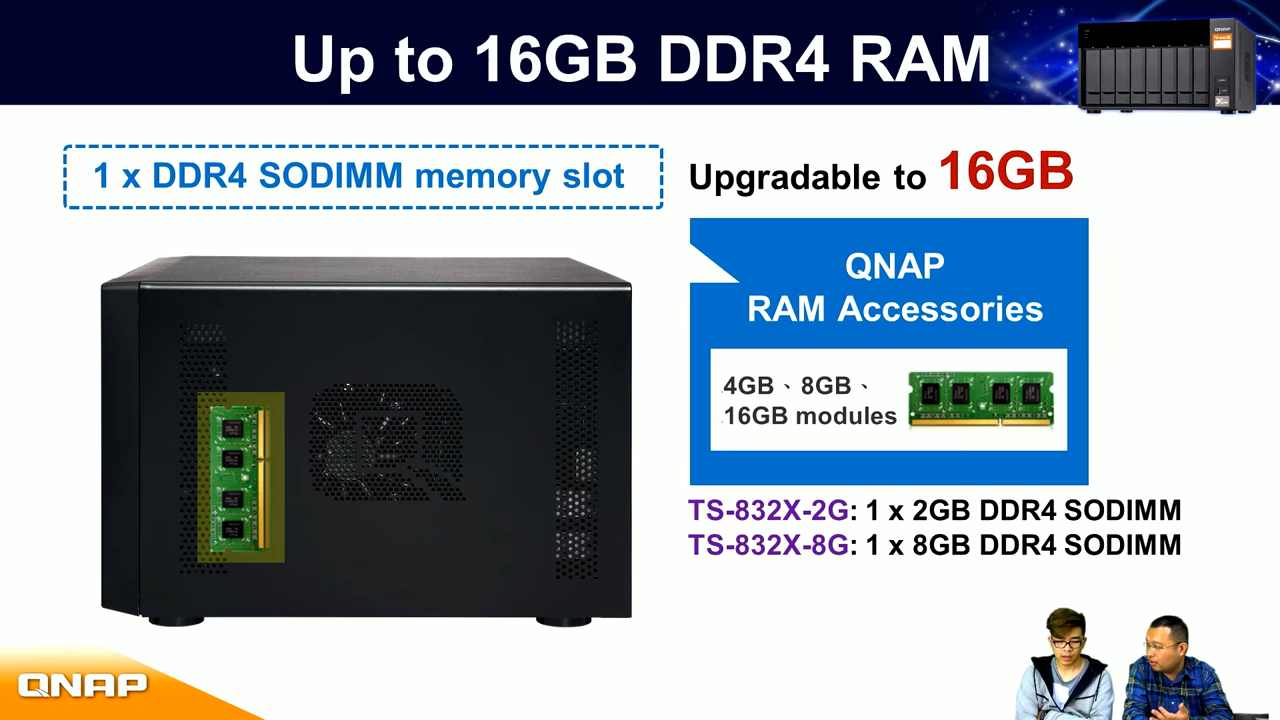 Up to 16GB DDR4 RAM
QNAP
1 x DDR4 SODIMM memory slot
Upgradable to 16GB
QNAP
RAM Accessories
4GB、8GB、
16GB modules
TS-832X-2G: 1 x 2GB DDR4 SODIMM
TS-832X-8G: 1 x 8GB DDR4 SODIMM
QNAP